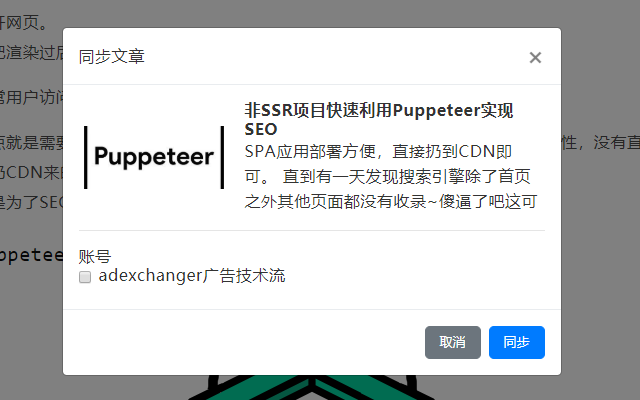 开网页。
把渲染过后
同步文章
×
常用户访问
Puppeteer
非SSR项目快速利用Puppeteer实现
SEO
SPA应用部署方便，直接扔到CDN即
可。 直到有一天发现搜索引擎除了首页
之外其他页面都没有收录~傻逼了吧这可
点就是需要
性，没有直
扔CDN来的
是为了SEO
ppetee
账号
adexchanger广告技术流
取消
同步